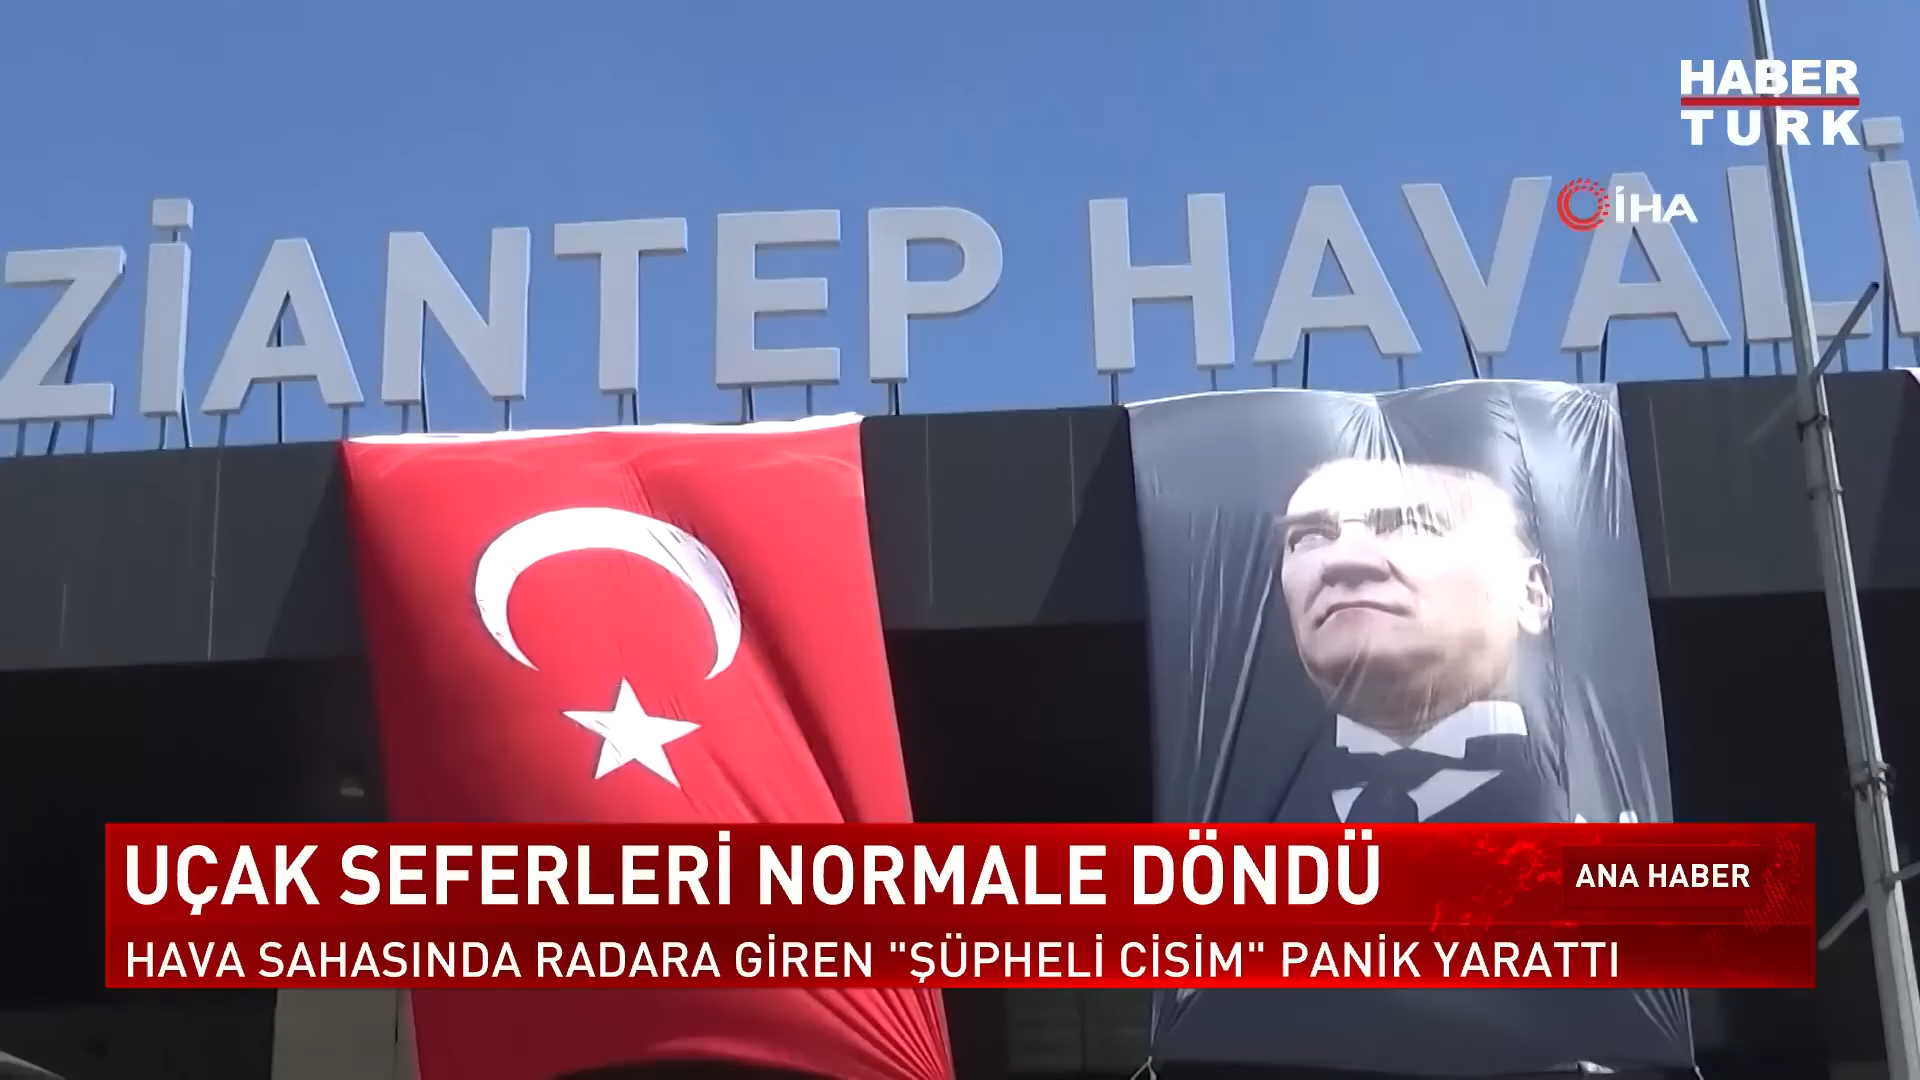 HABER
TURK
İHA
ZİANTEP HAVALİ
UÇAK SEFERLERİ NORMALE DÖNDÜ
ANA HABER
HAVA SAHASINDA RADARA GİREN "ŞÜPHELİ CİSİM" PANİK YARATTI